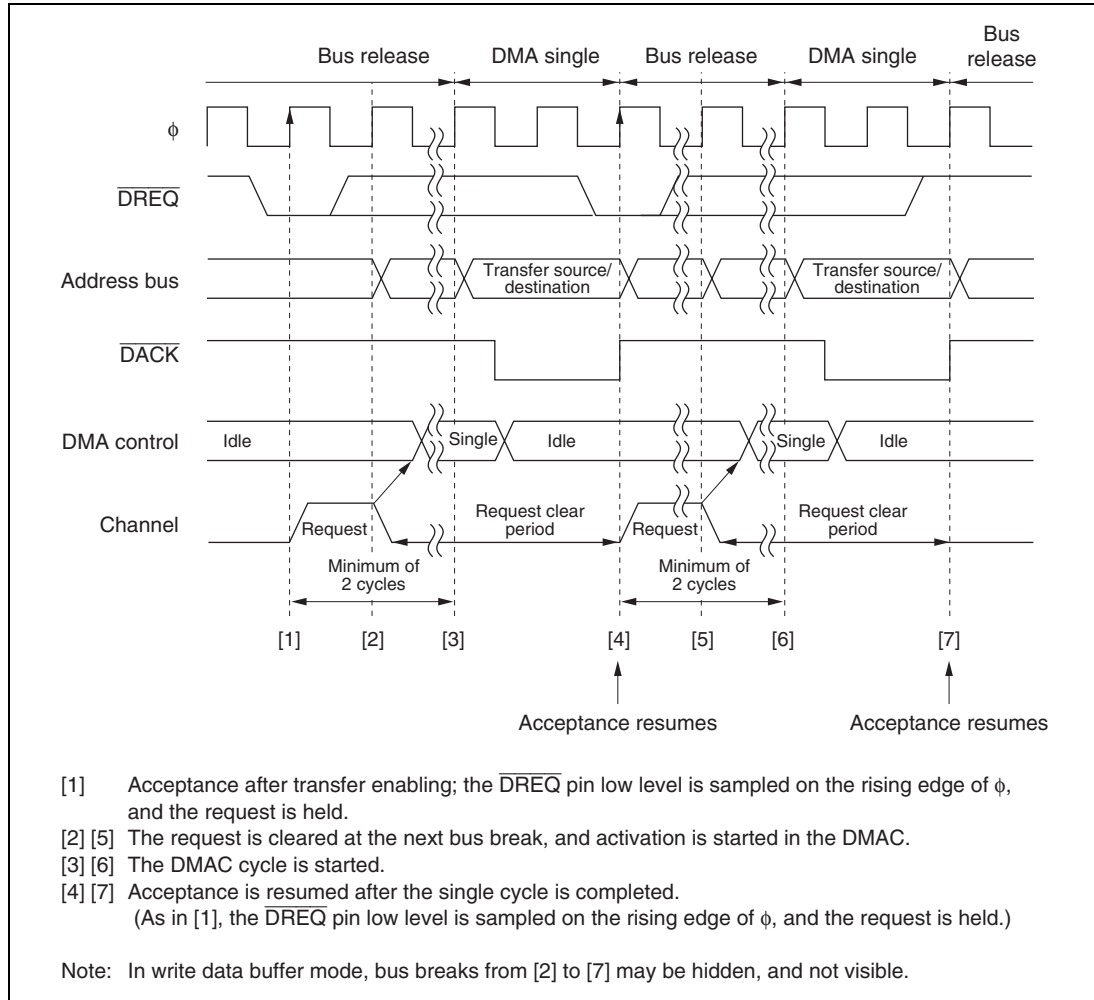 Bus release
DMA single
Bus release
DMA single
Bus
release
ϕ
DREQ
Address bus
Transfer source/
destination
Transfer source/
destination
DACK
DMA control
Idle
Single
Idle
Single
Idle
Channel
Request
Request clear
period
Request
Request clear
period
Minimum of
2 cycles
Minimum of
2 cycles
[1]
[2]
[3]
[4]
[5]
[6]
[7]
Acceptance resumes
Acceptance resumes
[1] Acceptance after transfer enabling; the DREQ pin low level is sampled on the rising edge of ϕ,
and the request is held.
[2] [5] The request is cleared at the next bus break, and activation is started in the DMAC.
[3] [6] The DMAC cycle is started.
[4] [7] Acceptance is resumed after the single cycle is completed.
(As in [1], the DREQ pin low level is sampled on the rising edge of ϕ, and the request is held.)
Note: In write data buffer mode, bus breaks from [2] to [7] may be hidden, and not visible.